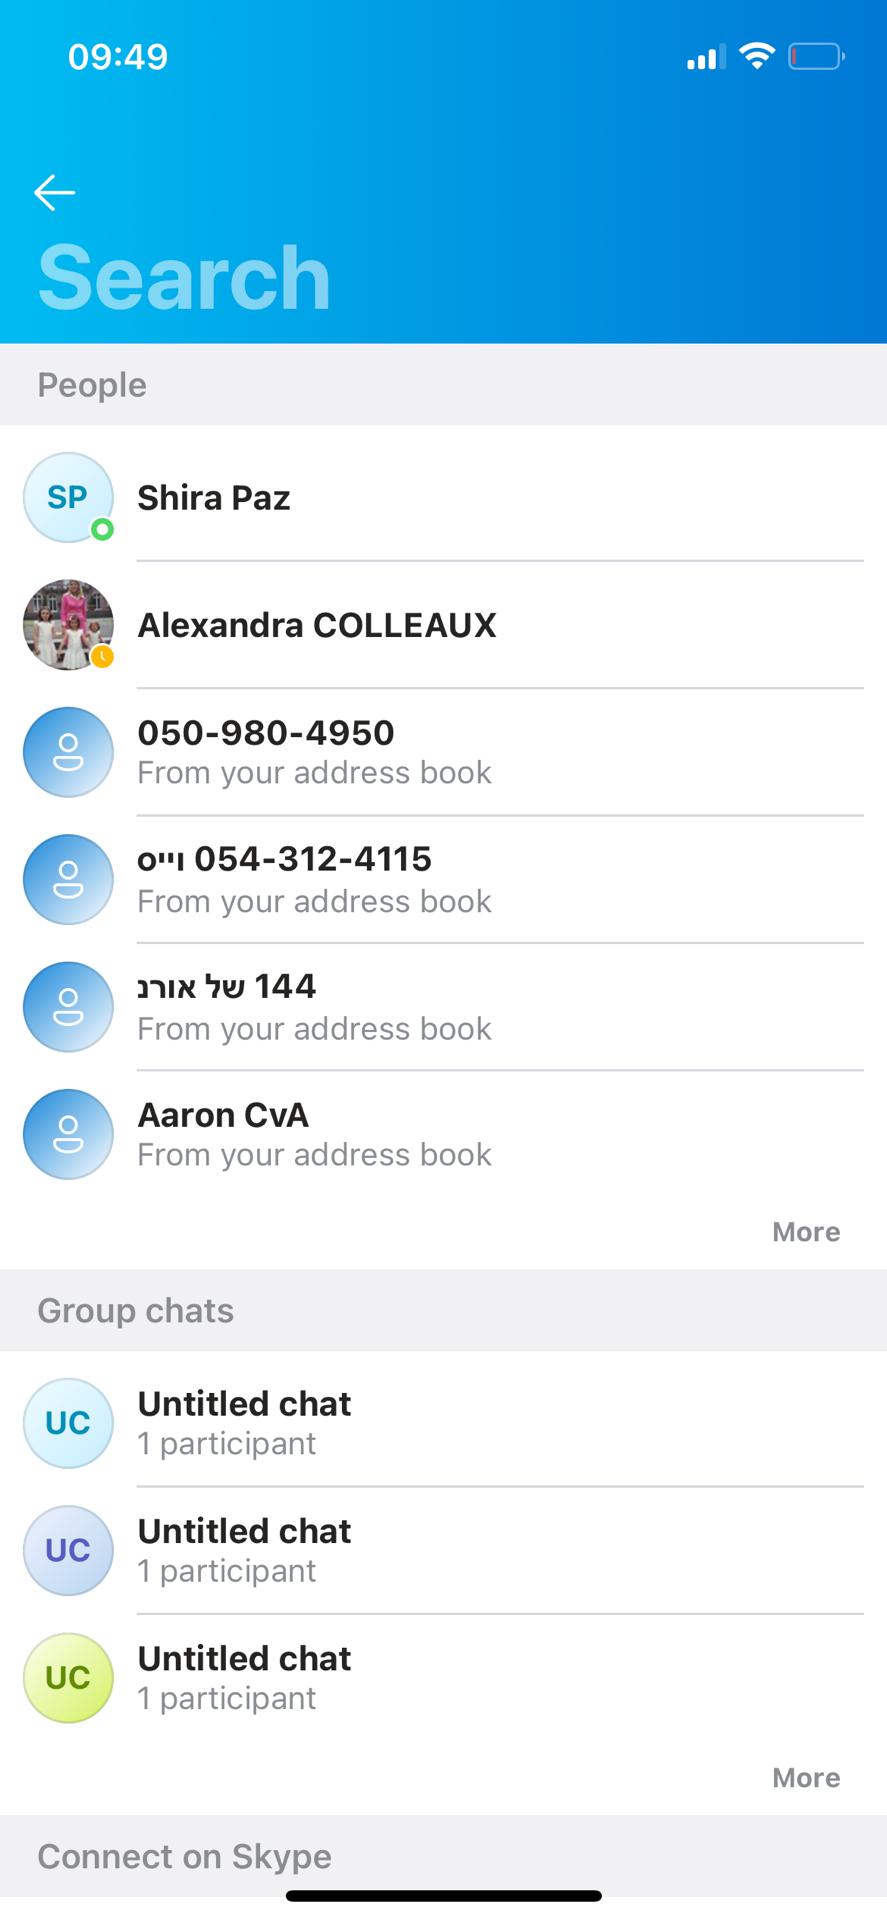 09:49
Search
People
SP
Shira Paz
Alexandra COLLEAUX
050-980-4950
From your address book
054-312-4115 ווייס
From your address book
144 של אורנ
From your address book
Aaron CvA
From your address book
More
Group chats
UC
Untitled chat
1 participant
UC
Untitled chat
1 participant
UC
Untitled chat
1 participant
More
Connect on Skype